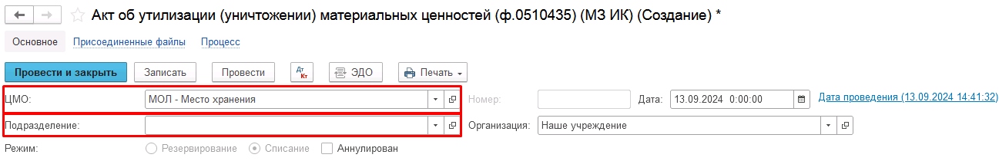 Акт об утилизации (уничтожении) материальных ценностей (ф.0510435) (МЗ ИК) (Создание) *
Основное Присоединенные файлы Процесс
Провести и закрыть Записать Провести Дт Кт ЭДО Печать
ЦМО: МОЛ - Место хранения Номер: Дата: 13.09.2024 0:00:00 Дата проведения (13.09.2024 14:41:32)
Подразделение: Организация: Наше учреждение
Режим: Резервирование Списание Аннулирован